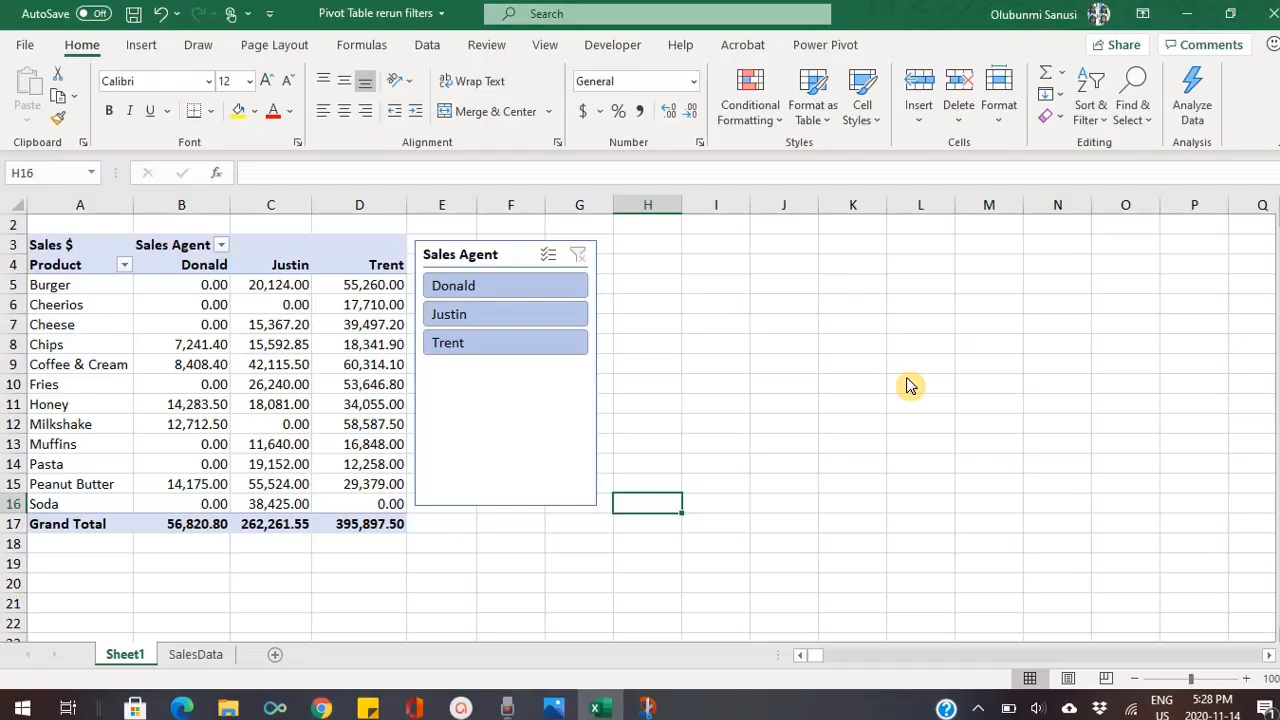 AutoSave Off Pivot Table rerun filters Search Olubunmi Sanusi
File Home Insert Draw Page Layout Formulas Data Review View Developer Help Acrobat Power Pivot Share Comments
Paste Calibri 12 Wrap Text General Conditional Format as Cell Insert Delete Format Sort & Find & Analyze
B I U A Merge & Center $ % Formatting Table Styles Filter Select Data
Clipboard Font Alignment Number Styles Cells Editing Analysis
H16 fx
A B C D E F G H I J K L M N O P Q
2
3 Sales $ Sales Agent
4 Product Donald Justin Trent
5 Burger 0.00 20,124.00 55,260.00
6 Cheerios 0.00 0.00 17,710.00
7 Cheese 0.00 15,367.20 39,497.20
8 Chips 7,241.40 15,592.85 18,341.90
9 Coffee & Cream 8,408.40 42,115.50 60,314.10
10 Fries 0.00 26,240.00 53,646.80
11 Honey 14,283.50 18,081.00 34,055.00
12 Milkshake 12,712.50 0.00 58,587.50
13 Muffins 0.00 11,640.00 16,848.00
14 Pasta 0.00 19,152.00 12,258.00
15 Peanut Butter 14,175.00 55,524.00 29,379.00
16 Soda 0.00 38,425.00 0.00
17 Grand Total 56,820.80 262,261.55 395,897.50
18
19
20
21
22
Sales Agent
Donald
Justin
Trent
Sheet1 SalesData
100
ENG 5:28 PM
US 2020-11-14